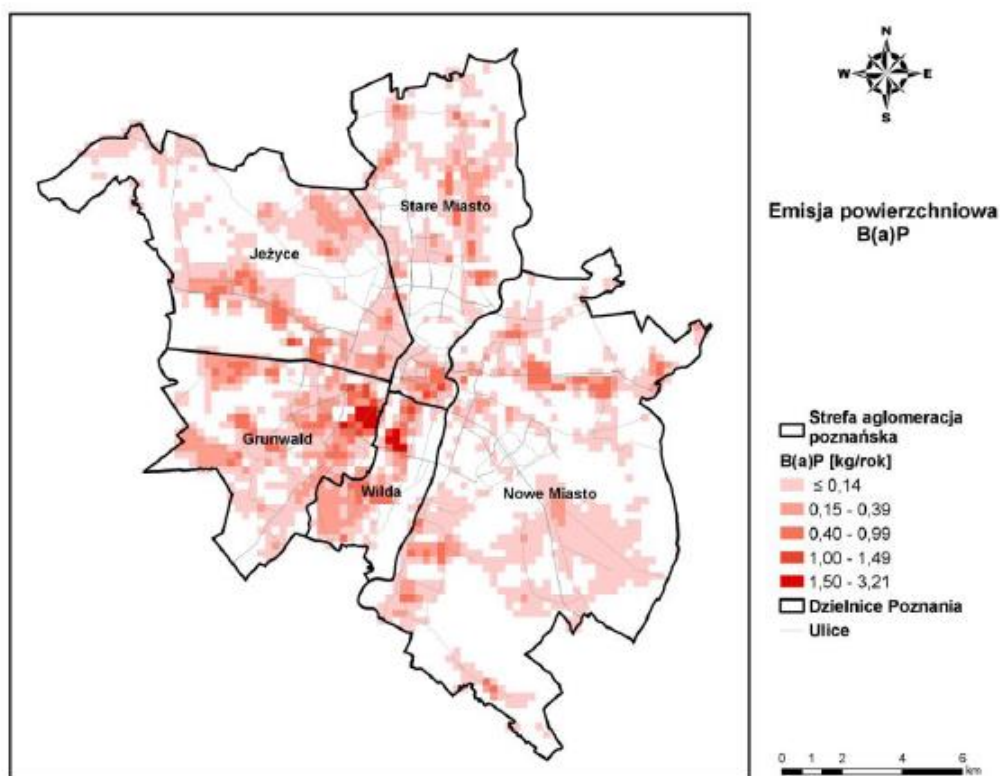 N
W E
S
Emisja powierzchniowa
B(a)P
Stare Miasto
Jeżyce
Grunwald
Wilda
Nowe Miasto
Strefa aglomeracja
poznańska
B(a)P [kg/rok]
≤ 0,14
0,15 - 0,39
0,40 - 0,99
1,00 - 1,49
1,50 - 3,21
Dzielnice Poznania
Ulice
0 1 2 4 6
km